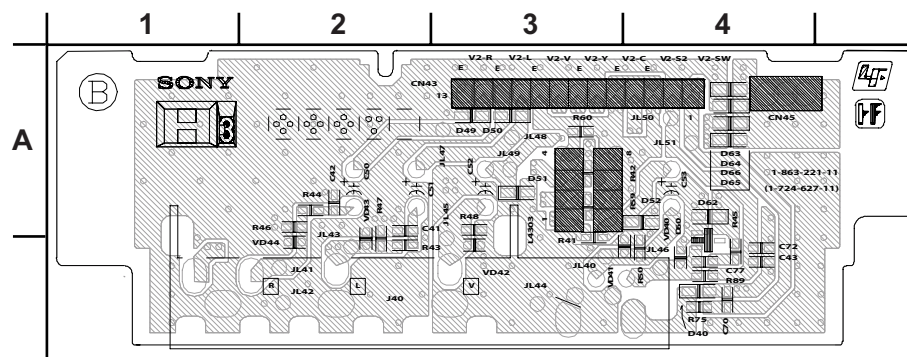 1 2 3 4
A
B
SONY
V2-R V2-L V2-V V2-Y V2-C V2-S2 V2-SW
E E E E E E
CN43
13
1
CN45
D49 D50 JL48 R60 JL50
JL47 JL49 JL51
4 8
D63
D64
D66
D65
1-863-221-11
(1-724-627-11)
C42 C50 C51 C52 D51 R42 R59 C53
R44 VD43 R47 JL45 L4303 1 D52 VD40 D60 D62 R45
R46 JL43 C41 R48 R41 JL46 C72
VD44 R43 C43
JL41 VD42 JL40 VD41 R50 C77
R89
R L V
JL42 J40 JL44
R75 C70
D40